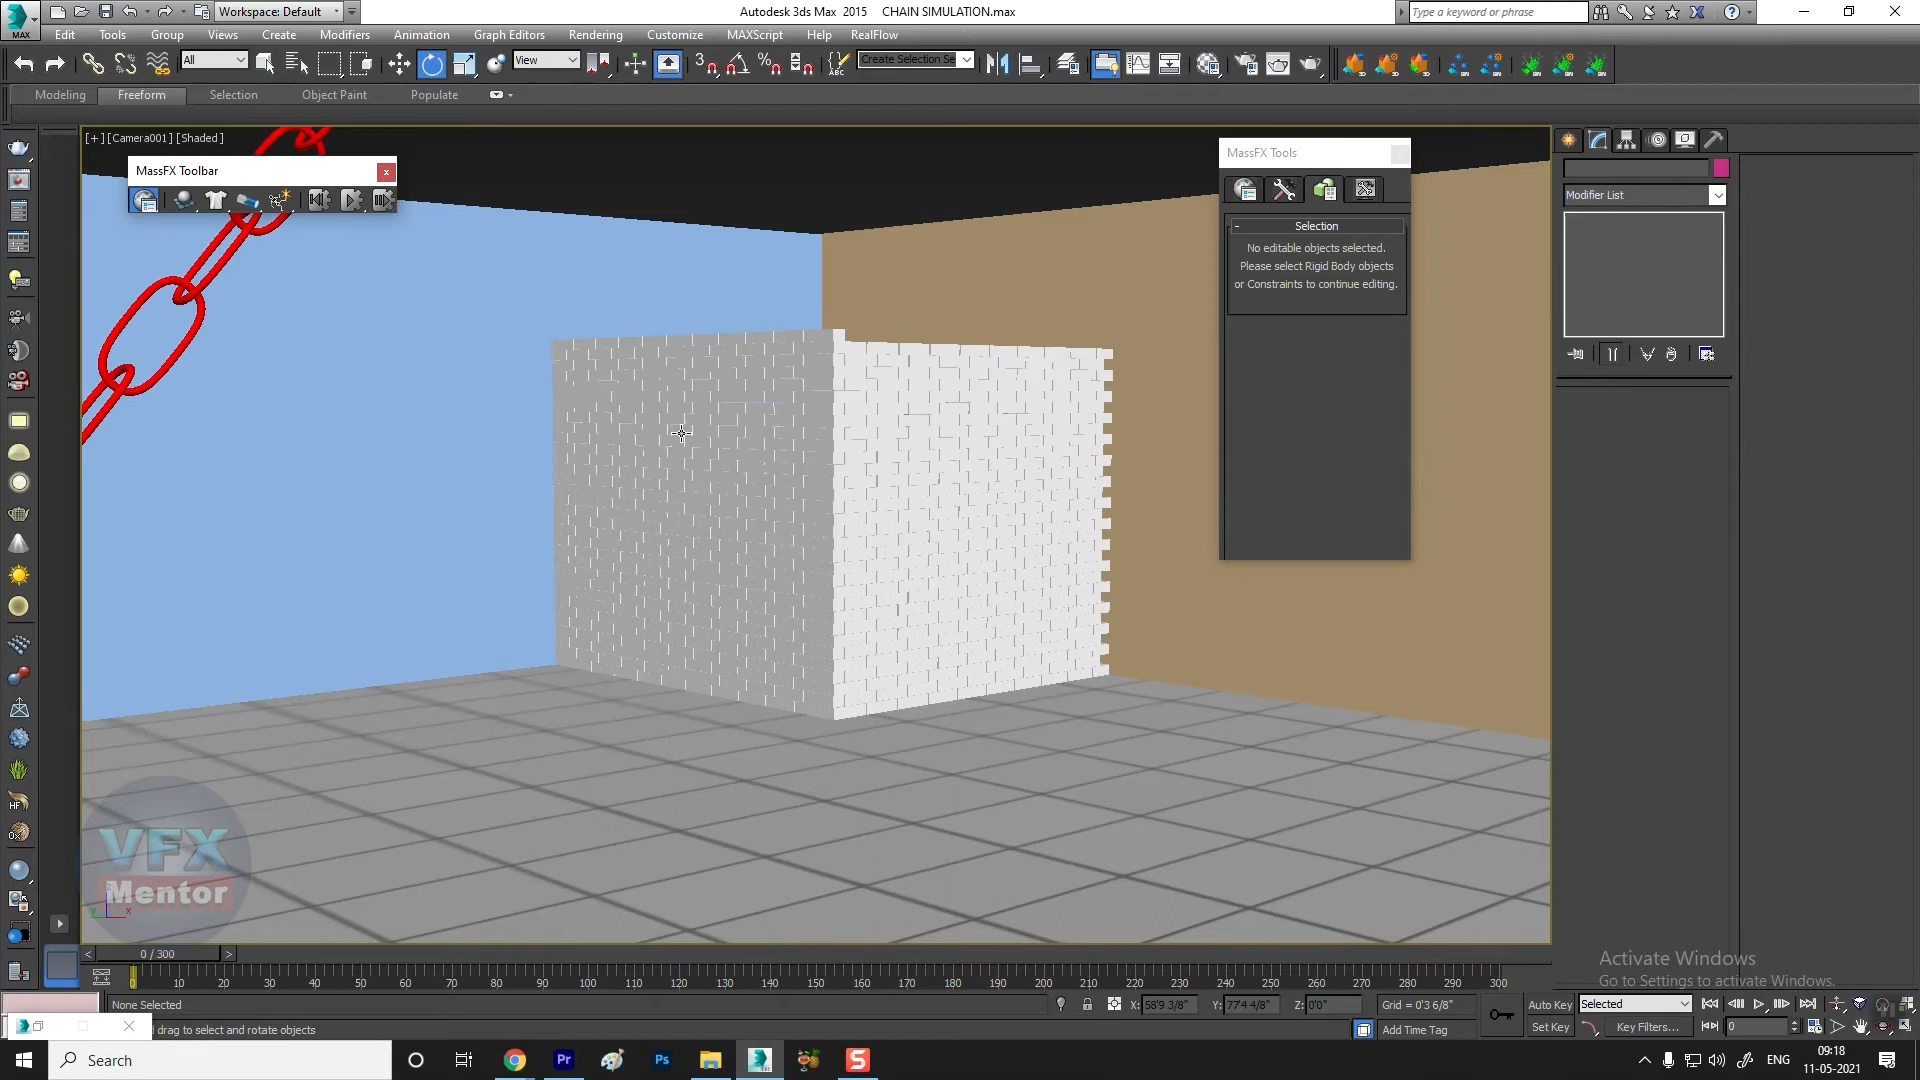 Workspace: Default
Autodesk 3ds Max 2015 CHAIN SIMULATION.max
Type a keyword or phrase
MAX
Edit Tools Group Views Create Modifiers Animation Graph Editors Rendering Customize MAXScript Help RealFlow
All
View
Create Selection Se
Modeling Freeform Selection Object Paint Populate
[+] [Camera001] [Shaded]
MassFX Toolbar
MassFX Tools
Selection
No editable objects selected.
Please select Rigid Body objects
or Constraints to continue editing.
Modifier List
VFX
Mentor
0 / 300
0 10 20 30 40 50 60 70 80 90 100 110 120 130 140 150 160 170 180 190 200 210 220 230 240 250 260 270 280 290 300
Activate Windows
Go to Settings to activate Windows.
None Selected
X: 58'9 3/8" Y: 77'4 4/8" Z: 0'0" Grid = 0'3 6/8"
Auto Key Selected
drag to select and rotate objects
Add Time Tag
Set Key Key Filters... 0
Search
Pr
Ps
S
ENG
09:18
11-05-2021